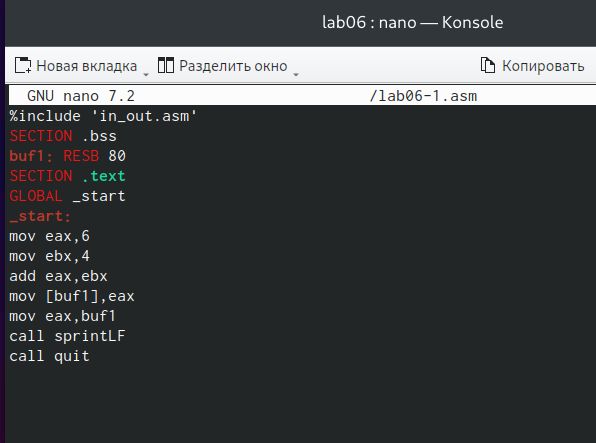 lab06 : nano — Konsole
Новая вкладка Разделить окно Копировать
GNU nano 7.2 /lab06-1.asm
%include 'in_out.asm'
SECTION .bss
buf1: RESB 80
SECTION .text
GLOBAL _start
_start:
mov eax,6
mov ebx,4
add eax,ebx
mov [buf1],eax
mov eax,buf1
call sprintLF
call quit